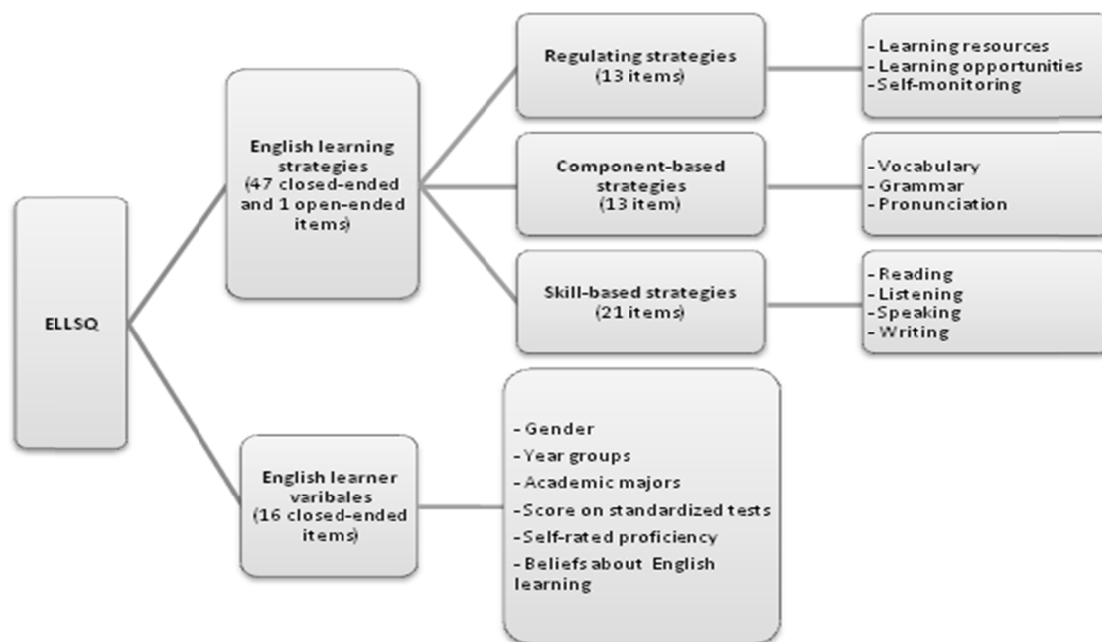 ELLSQ
English learning
strategies
(47 closed-ended
and 1 open-ended
items)
Regulating strategies
(13 items)
- Learning resources
- Learning opportunities
- Self-monitoring
Component-based
strategies
(13 item)
- Vocabulary
- Grammar
- Pronunciation
Skill-based strategies
(21 items)
- Reading
- Listening
- Speaking
- Writing
English learner
varibales
(16 closed-ended
items)
- Gender
- Year groups
- Academic majors
- Score on standardized tests
- Self-rated proficiency
- Beliefs about English
learning